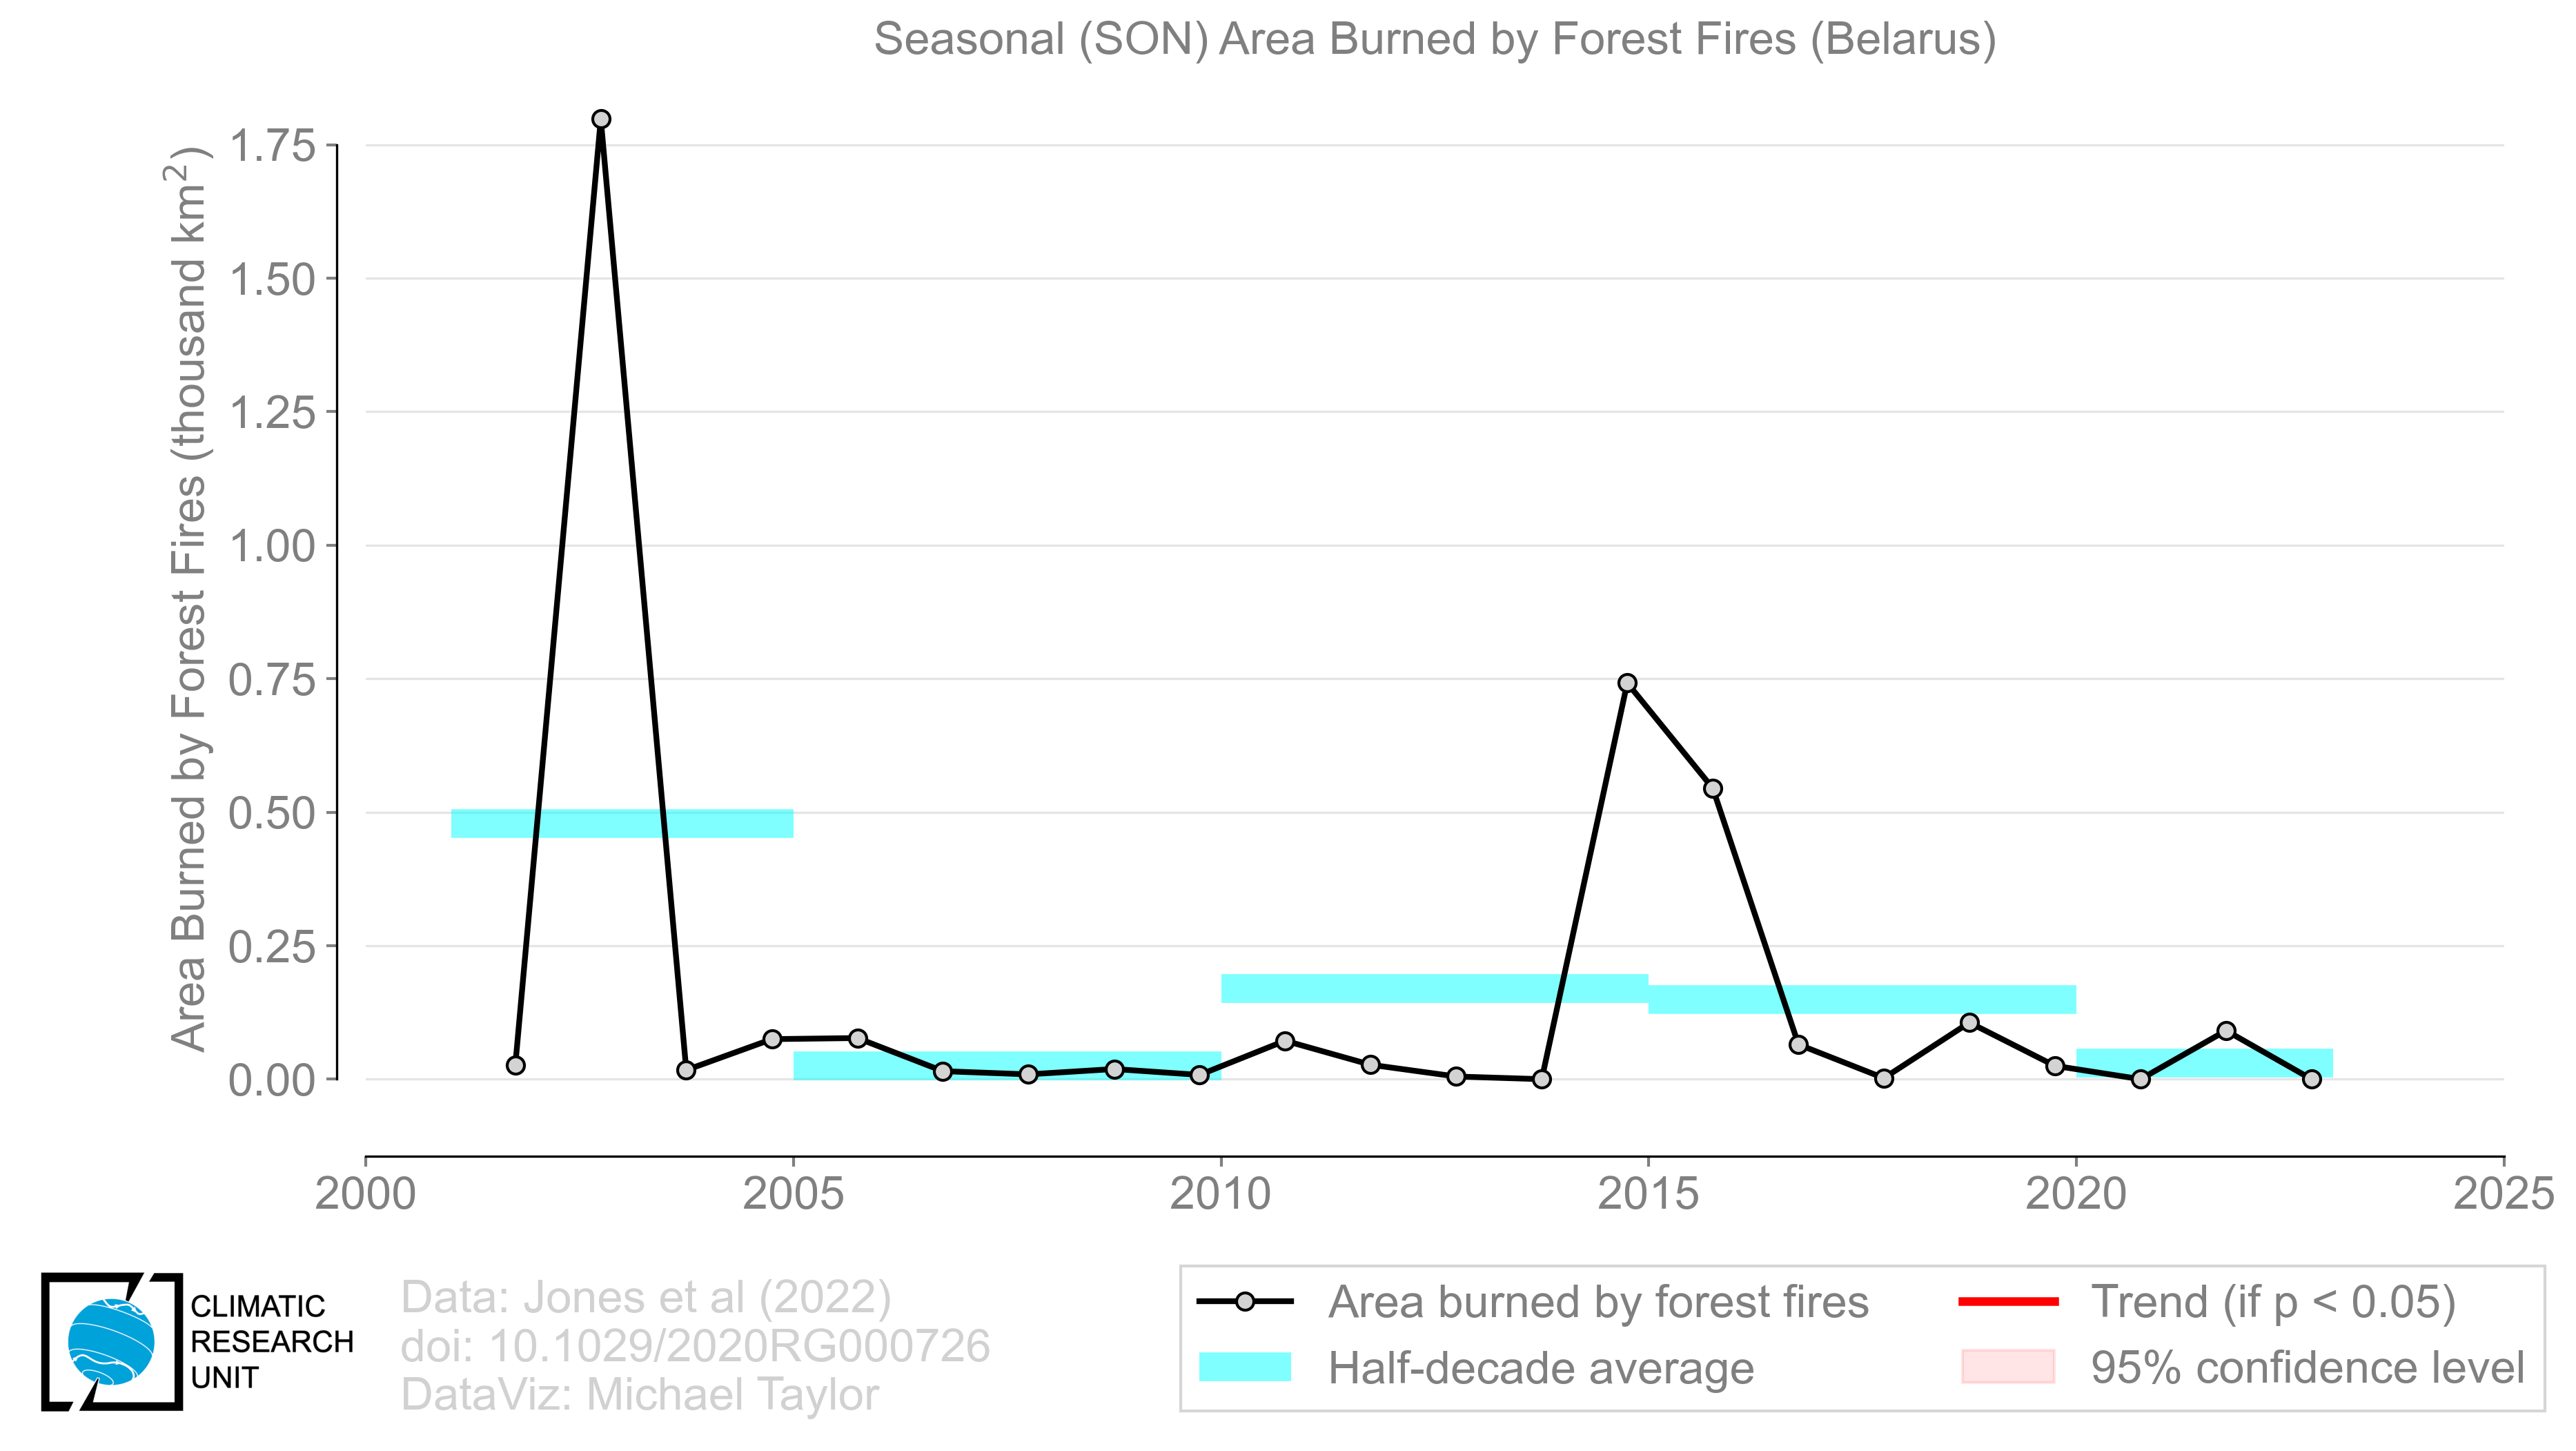 Seasonal (SON) Area Burned by Forest Fires (Belarus)
Area Burned by Forest Fires (thousand km²)
1.75
1.50
1.25
1.00
0.75
0.50
0.25
0.00
2000
2005
2010
2015
2020
2025
CLIMATIC
RESEARCH
UNIT
Data: Jones et al (2022)
doi: 10.1029/2020RG000726
DataViz: Michael Taylor
Area burned by forest fires
Half-decade average
Trend (if p < 0.05)
95% confidence level